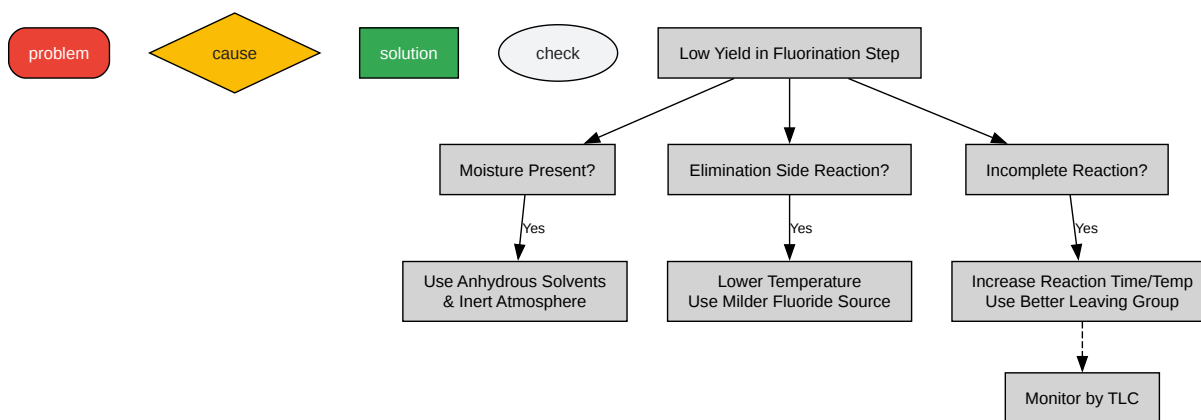 problem
cause
solution
check
Low Yield in Fluorination Step
Moisture Present?
Elimination Side Reaction?
Incomplete Reaction?
Yes
Yes
Yes
Use Anhydrous Solvents
& Inert Atmosphere
Lower Temperature
Use Milder Fluoride Source
Increase Reaction Time/Temp
Use Better Leaving Group
Monitor by TLC